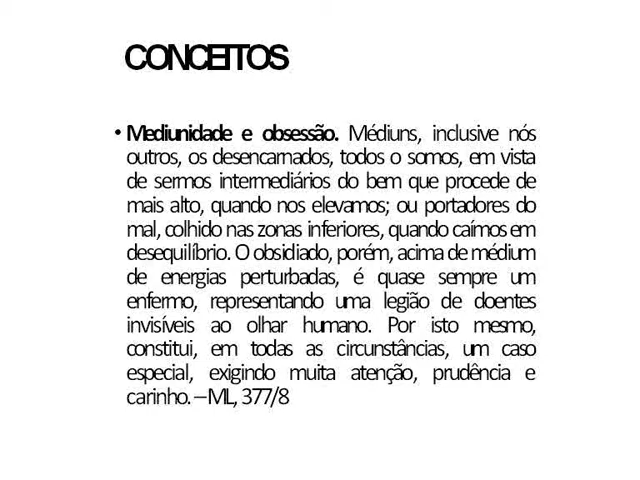 CONCEITOS
• Mediunidade e obsessão. Médiuns, inclusive nós
outros, os desencarnados, todos o somos, em vista
de sermos intermediários do bem que procede de
mais alto, quando nos elevamos; ou portadores do
mal, colhido nas zonas inferiores, quando caímos em
desequilíbrio. O obsidiado, porém, acima de médium
de energias perturbadas, é quase sempre um
enfermo, representando uma legião de doentes
invisíveis ao olhar humano. Por isto mesmo,
constitui, em todas as circunstâncias, um caso
especial, exigindo muita atenção, prudência e
carinho. – ML, 377/8